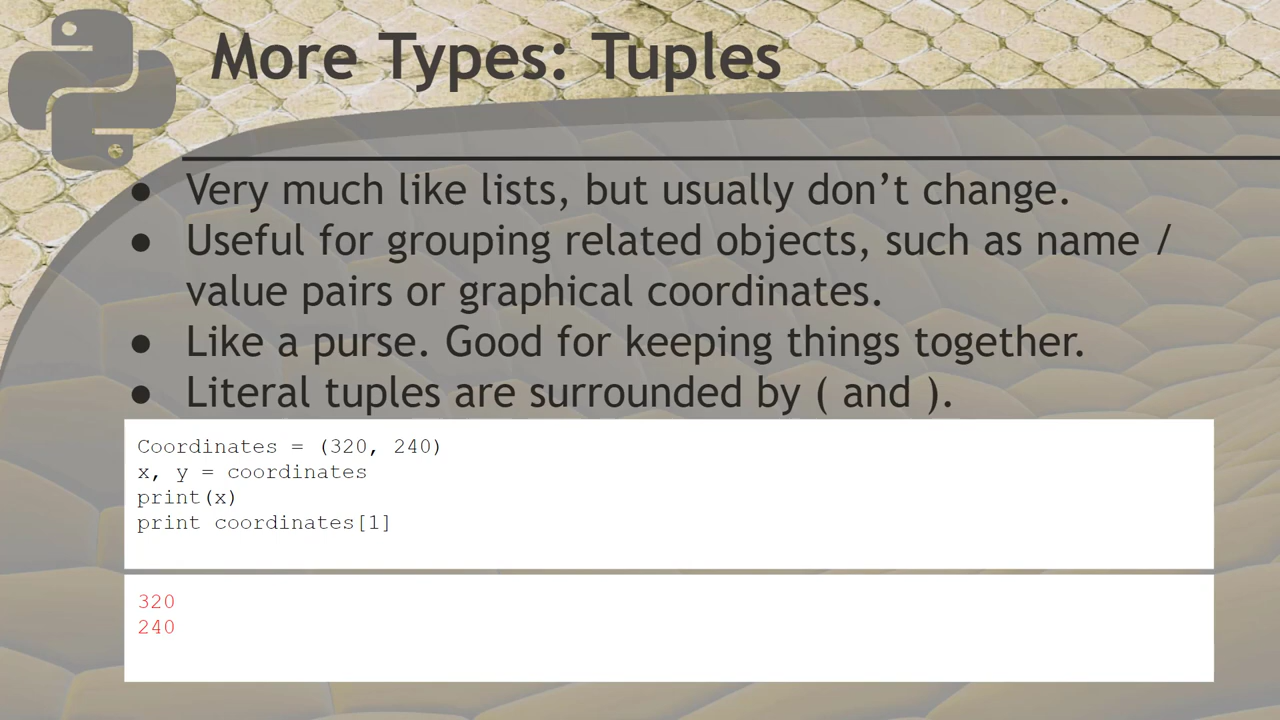 More Types: Tuples
● Very much like lists, but usually don’t change.
● Useful for grouping related objects, such as name /
value pairs or graphical coordinates.
● Like a purse. Good for keeping things together.
● Literal tuples are surrounded by ( and ).
Coordinates = (320, 240)
x, y = coordinates
print(x)
print coordinates[1]
320
240